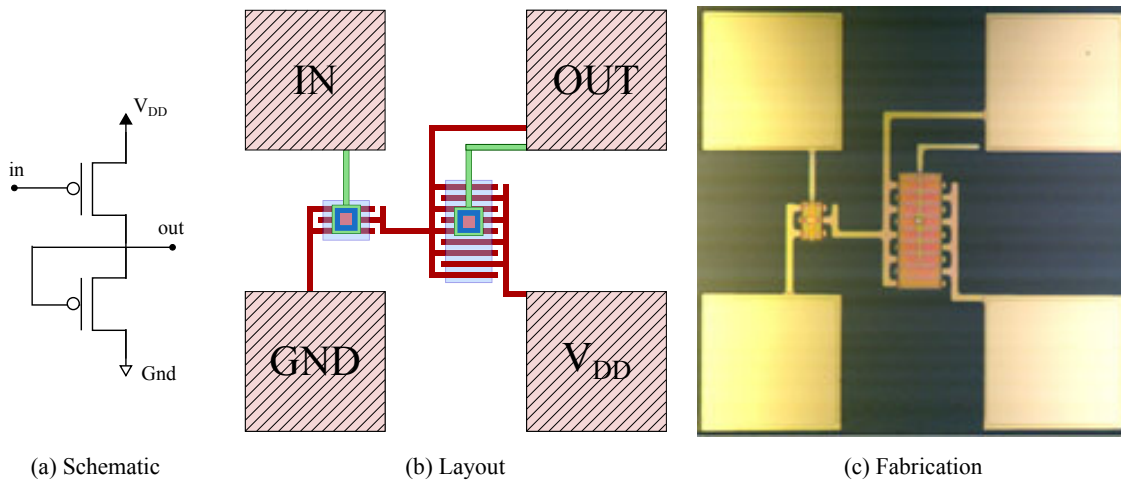 V_DD
in
out
Gnd
IN
OUT
GND
V_DD
(a) Schematic
(b) Layout
(c) Fabrication